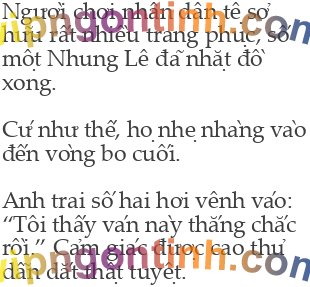 Người chơi nhân dân tệ sở
hữu rất nhiều trang phục, số
một Nhung Lê đã nhặt đồ
xong.
Cứ như thế, họ nhẹ nhàng vào
đến vòng bo cuối.
Anh trai số hai hơi vênh váo:
“Tôi thấy ván này thắng chắc
rồi.” Cảm giác được cao thủ
dẫn dắt thật tuyệt.